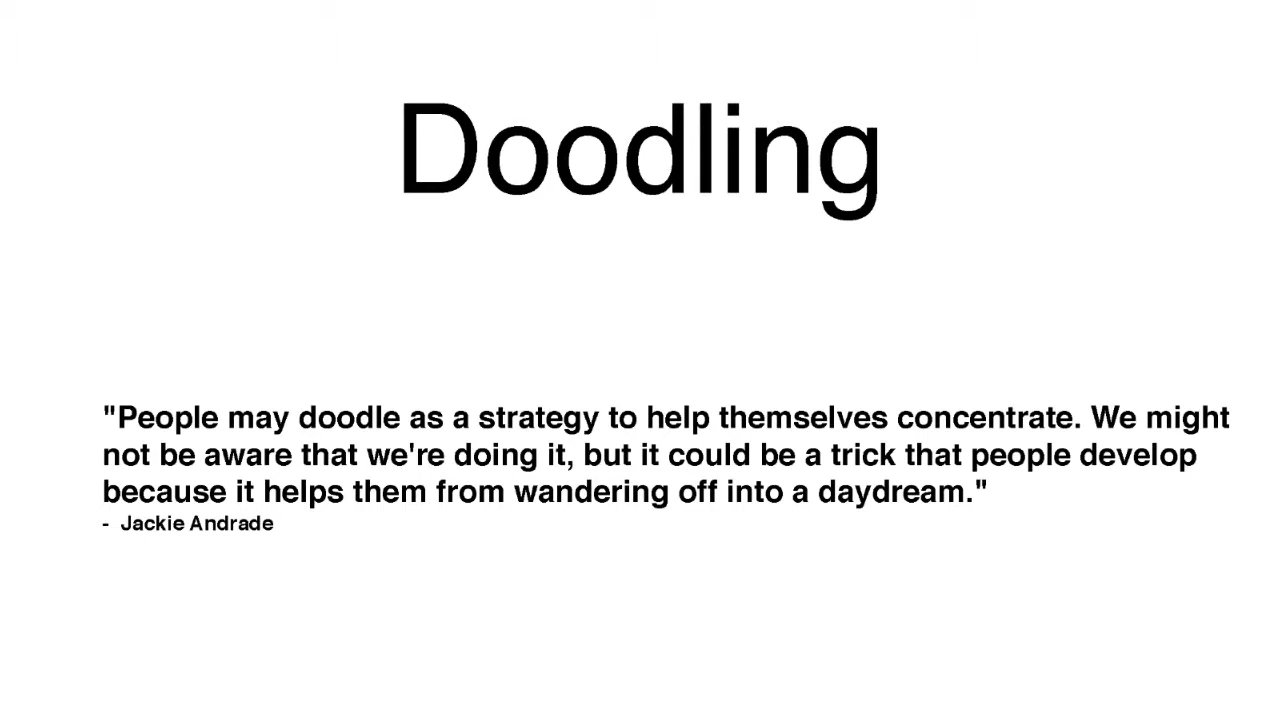 Doodling
"People may doodle as a strategy to help themselves concentrate. We might
not be aware that we're doing it, but it could be a trick that people develop
because it helps them from wandering off into a daydream."
- Jackie Andrade